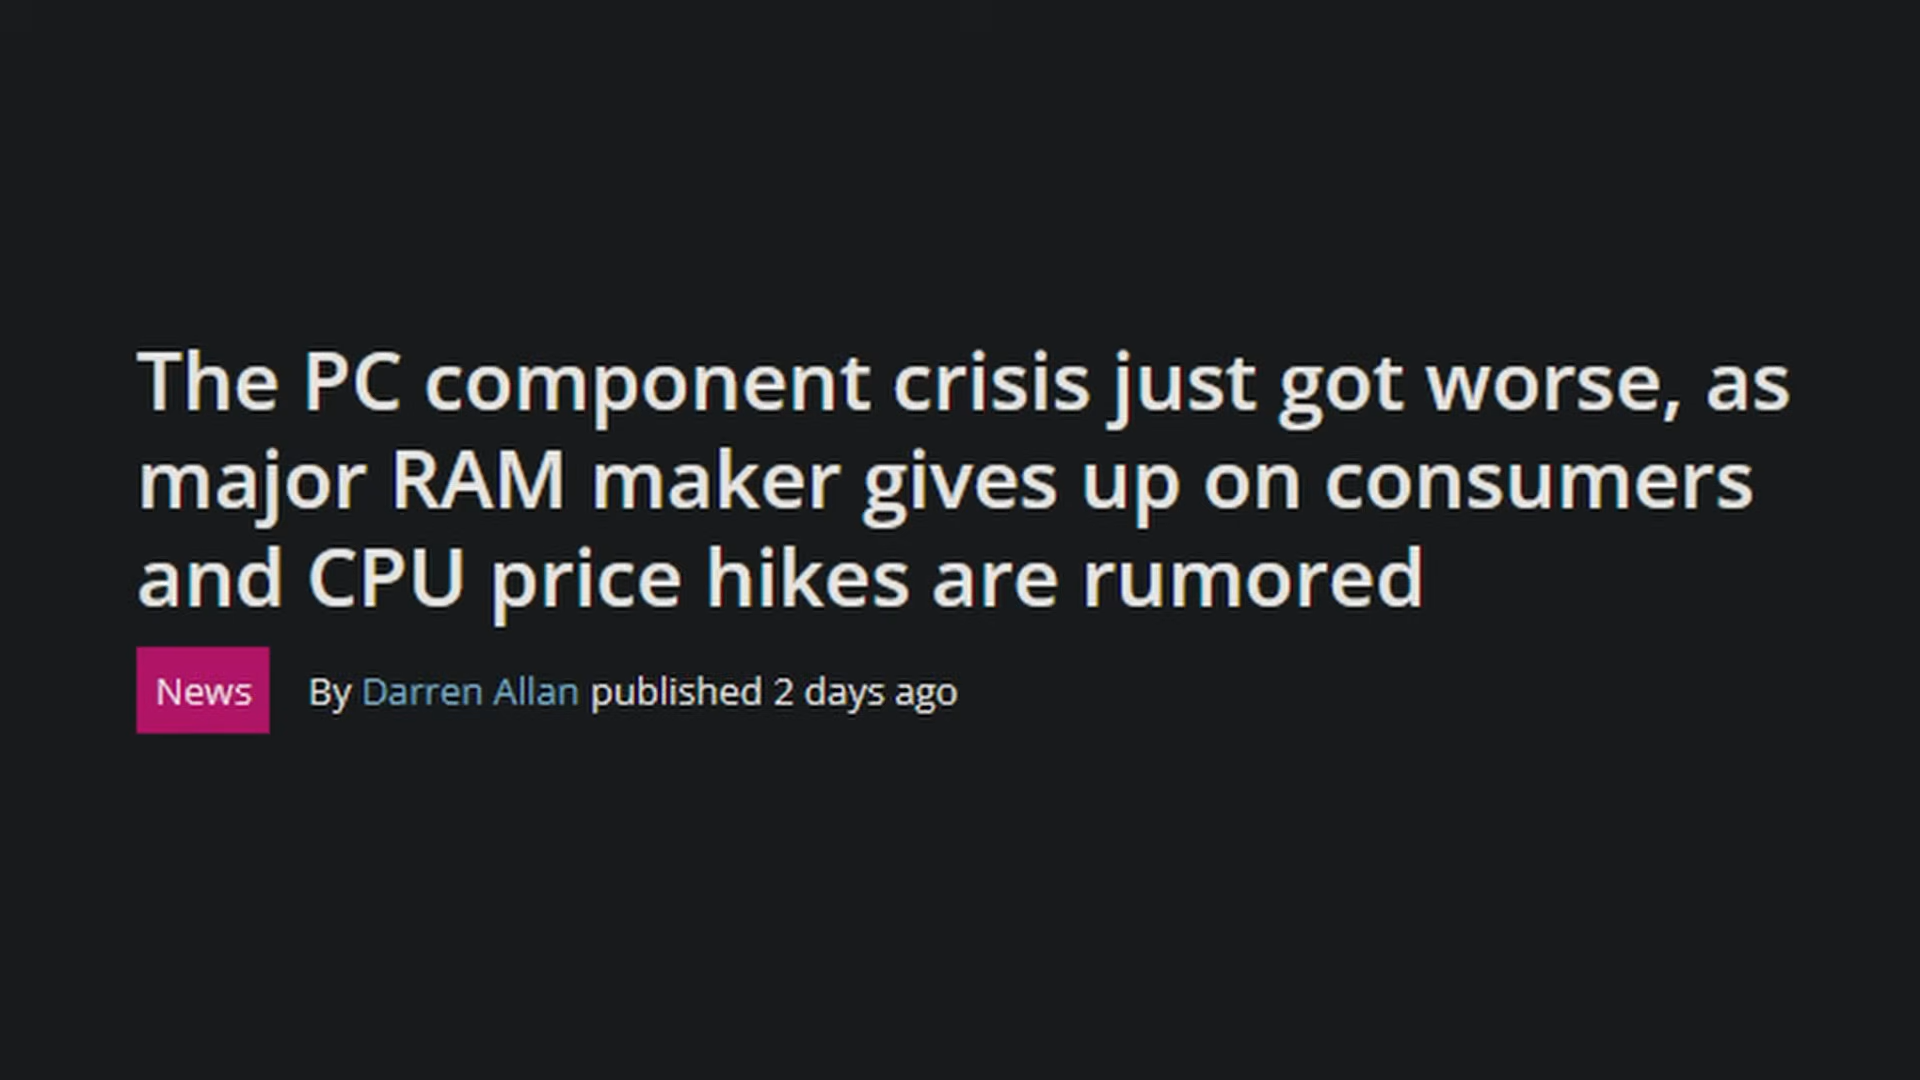 The PC component crisis just got worse, as
major RAM maker gives up on consumers
and CPU price hikes are rumored
News By Darren Allan published 2 days ago